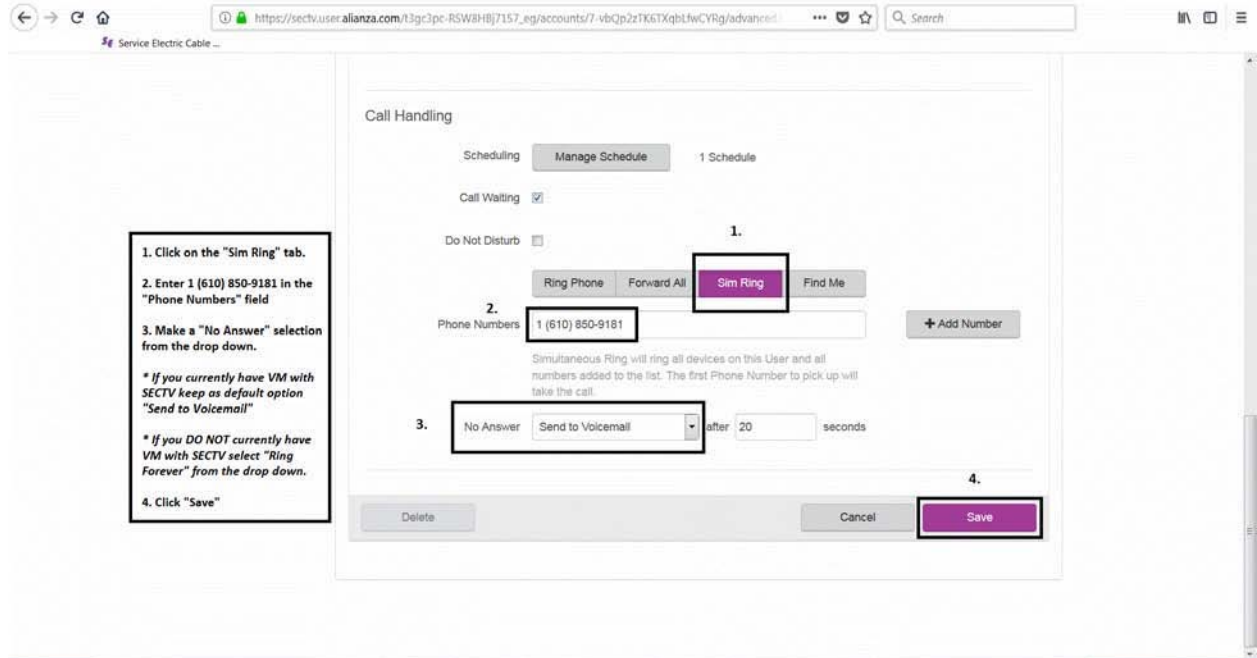 https://sectv.user.alianza.com/t3gc3pc-RSW8HBj7157_eg/accounts/7-vbQp2zTK6TXqbLfwCYRg/advanced
Search
Service Electric Cable ...
Call Handling
Scheduling Manage Schedule 1 Schedule
Call Waiting
Do Not Disturb
1.
Ring Phone Forward All Sim Ring Find Me
2.
Phone Numbers 1 (610) 850-9181 + Add Number
Simultaneous Ring will ring all devices on this User and all
numbers added to the list. The first Phone Number to pick up will
take the call.
3. No Answer Send to Voicemail after 20 seconds
4.
Delete Cancel Save
1. Click on the "Sim Ring" tab.
2. Enter 1 (610) 850-9181 in the
"Phone Numbers" field
3. Make a "No Answer" selection
from the drop down.
* If you currently have VM with
SECTV keep as default option
"Send to Voicemail"
* If you DO NOT currently have
VM with SECTV select "Ring
Forever" from the drop down.
4. Click "Save"